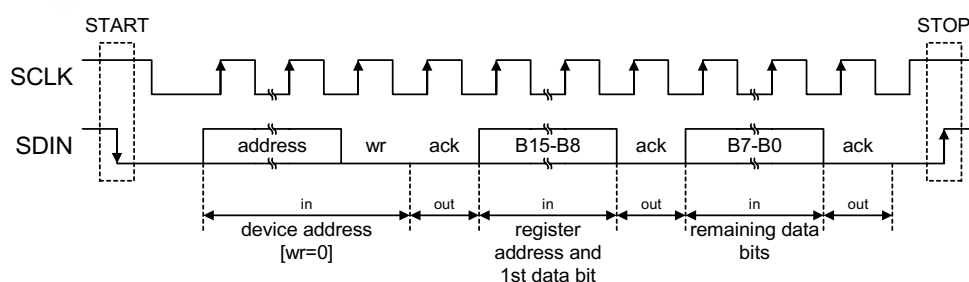 START
STOP
SCLK
SDIN
address
wr
ack
B15-B8
ack
B7-B0
ack
in
out
in
out
in
out
device address
[wr=0]
register
address and
1st data bit
remaining data
bits